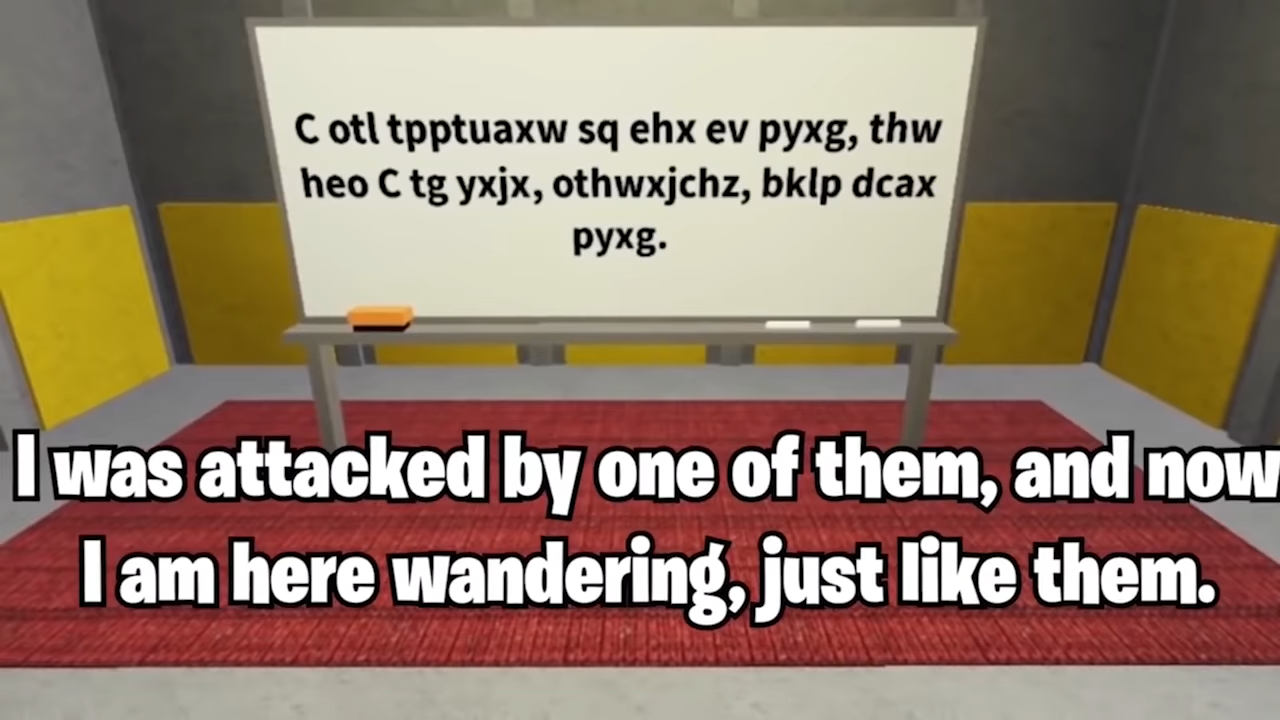 C otl tpptuaxw sq ehx ev pyxg, thw
heo C tg yxjx, othwxjchz, bklp dcax
pyxg.
I was attacked by one of them, and now
I am here wandering, just like them.